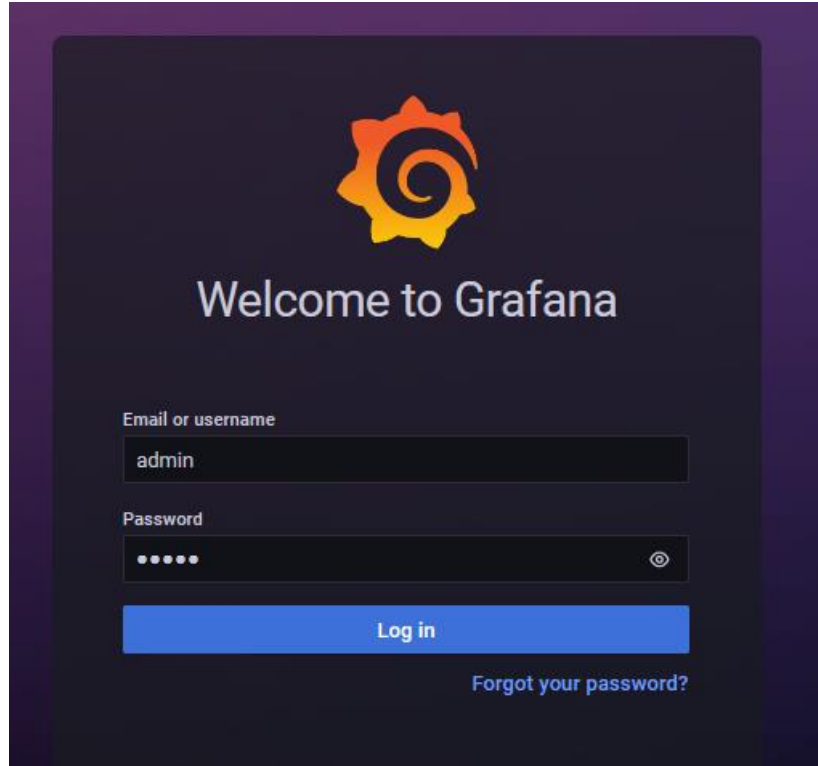 Welcome to Grafana
Email or username
admin
Password
•••••
Log in
Forgot your password?